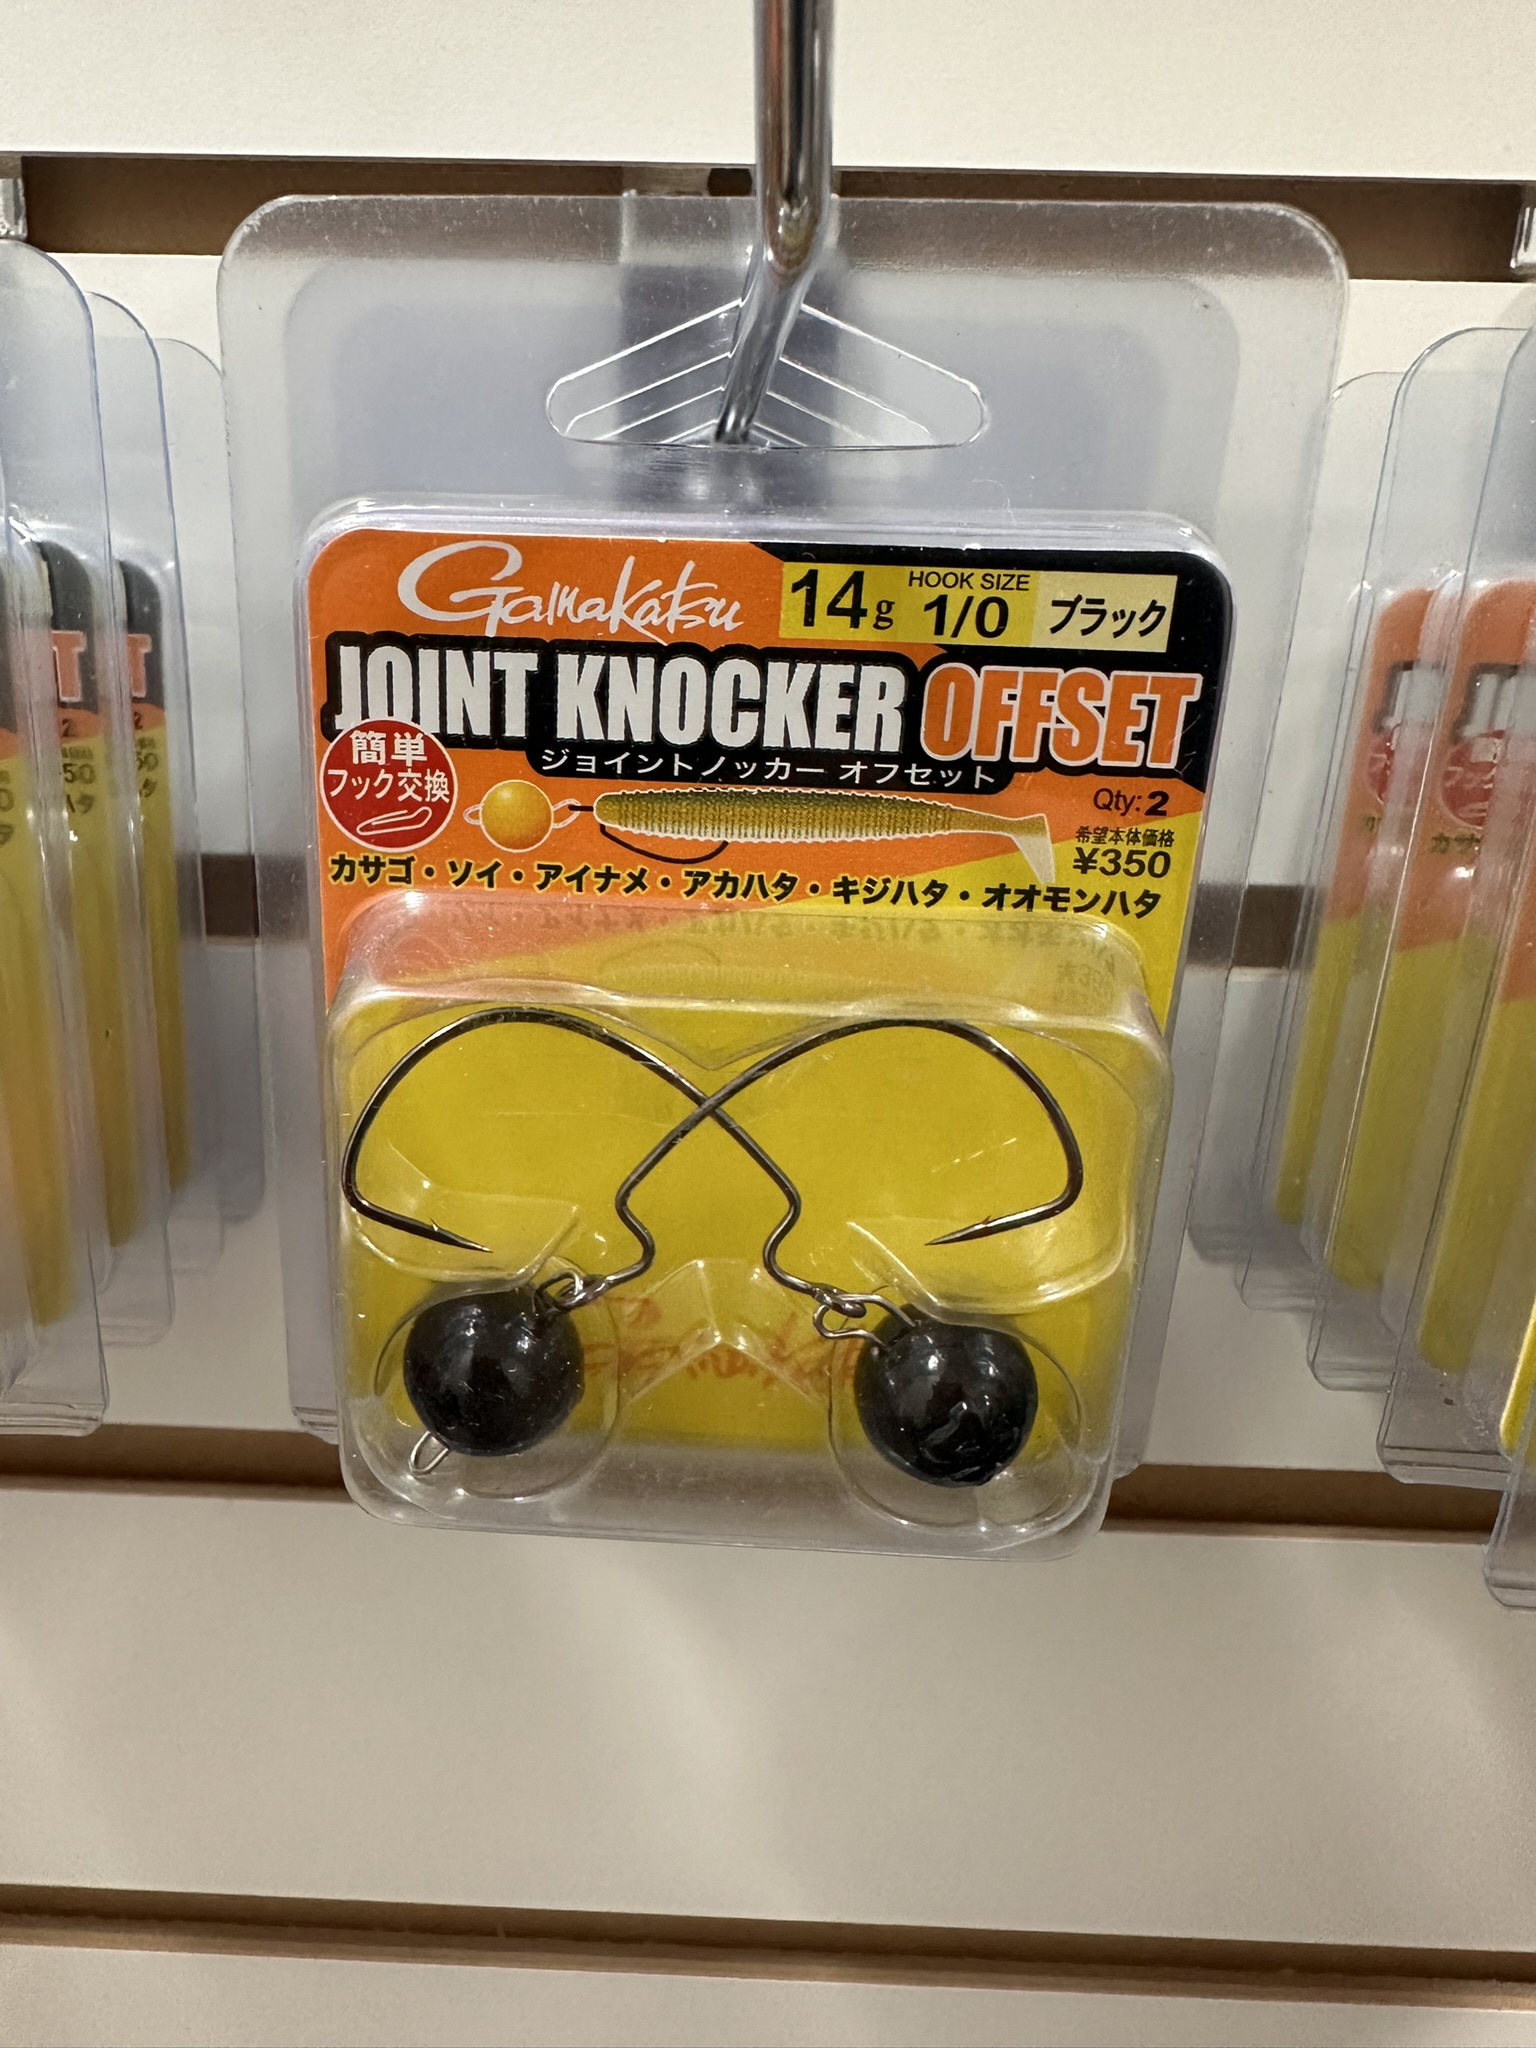 Gamakatsu
14g
HOOK SIZE
1/0
ブラック
JOINT KNOCKER OFFSET
ジョイントノッカー オフセット
簡単
フック交換
Qty: 2
希望本体価格
¥350
カサゴ・ソイ・アイナメ・アカハタ・キジハタ・オオモンハタ